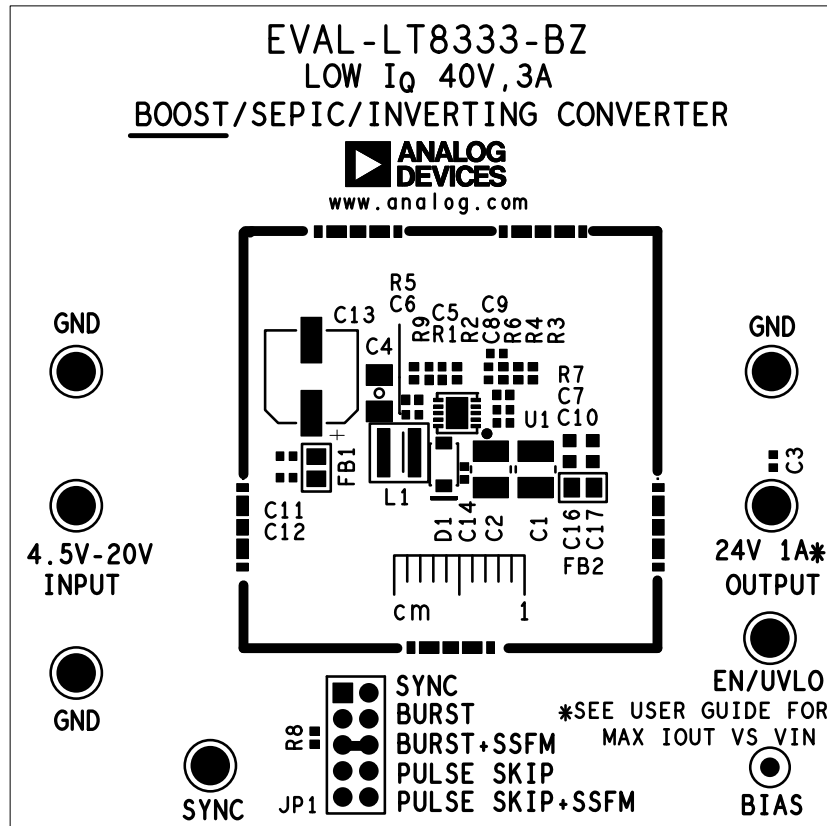 EVAL-LT8333-BZ
LOW IQ 40V,3A
BOOST/SEPIC/INVERTING CONVERTER
ANALOG
DEVICES
www.analog.com
R5
C6
C13
C4
R9
C5
R1
R2
C9
C8
R6
R4
R3
GND
GND
R7
C7
C10
U1
+
FB1
L1
D1
C14
C2
C1
C16
C17
FB2
C3
C11
C12
4.5V-20V
INPUT
24V 1A*
OUTPUT
cm 1
EN/UVLO
GND
*SEE USER GUIDE FOR
MAX IOUT VS VIN
SYNC
BURST
BURST+SSFM
PULSE SKIP
PULSE SKIP+SSFM
R8
JP1
SYNC
BIAS